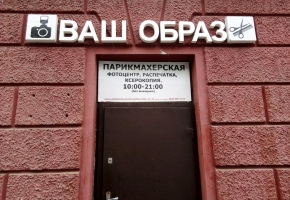 ВАШ ОБРАЗ
ПАРИКМАХЕРСКАЯ
ФОТОЦЕНТР, РАСПЕЧАТКА,
КСЕРОКОПИЯ.
10:00-21:00